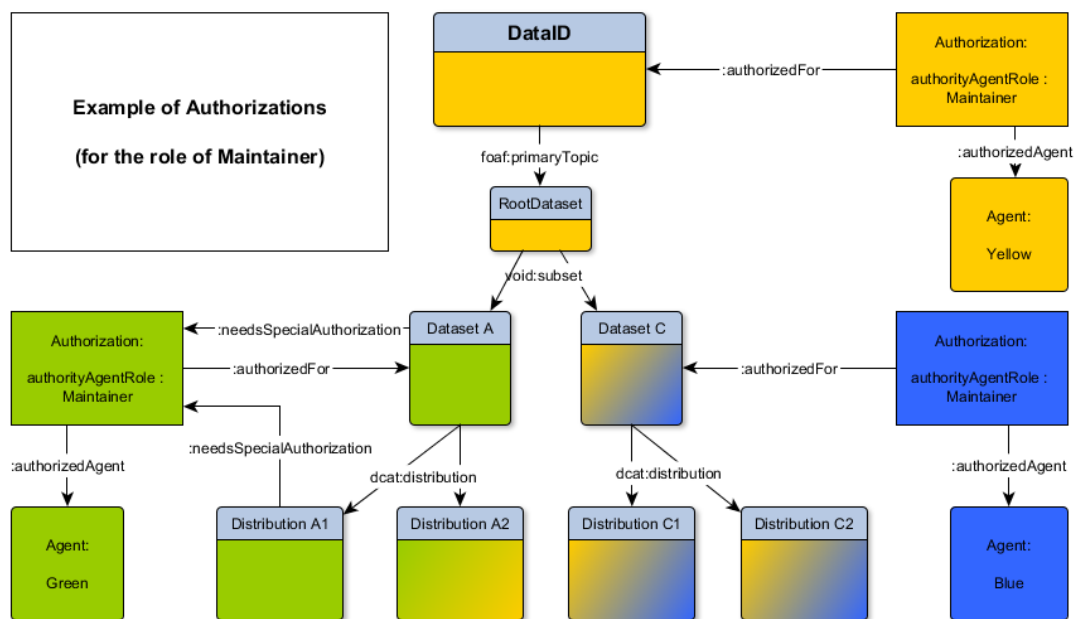 Example of Authorizations
(for the role of Maintainer)
DataID
:authorizedFor
Authorization:
authorityAgentRole :
Maintainer
foaf:primaryTopic
:authorizedAgent
RootDataset
Agent:
Yellow
void:subset
Authorization:
authorityAgentRole :
Maintainer
:needsSpecialAuthorization
:authorizedFor
Dataset A
Dataset C
:authorizedFor
Authorization:
authorityAgentRole :
Maintainer
:needsSpecialAuthorization
:authorizedAgent
dcat:distribution
dcat:distribution
:authorizedAgent
Agent:
Green
Distribution A1
Distribution A2
Distribution C1
Distribution C2
Agent:
Blue